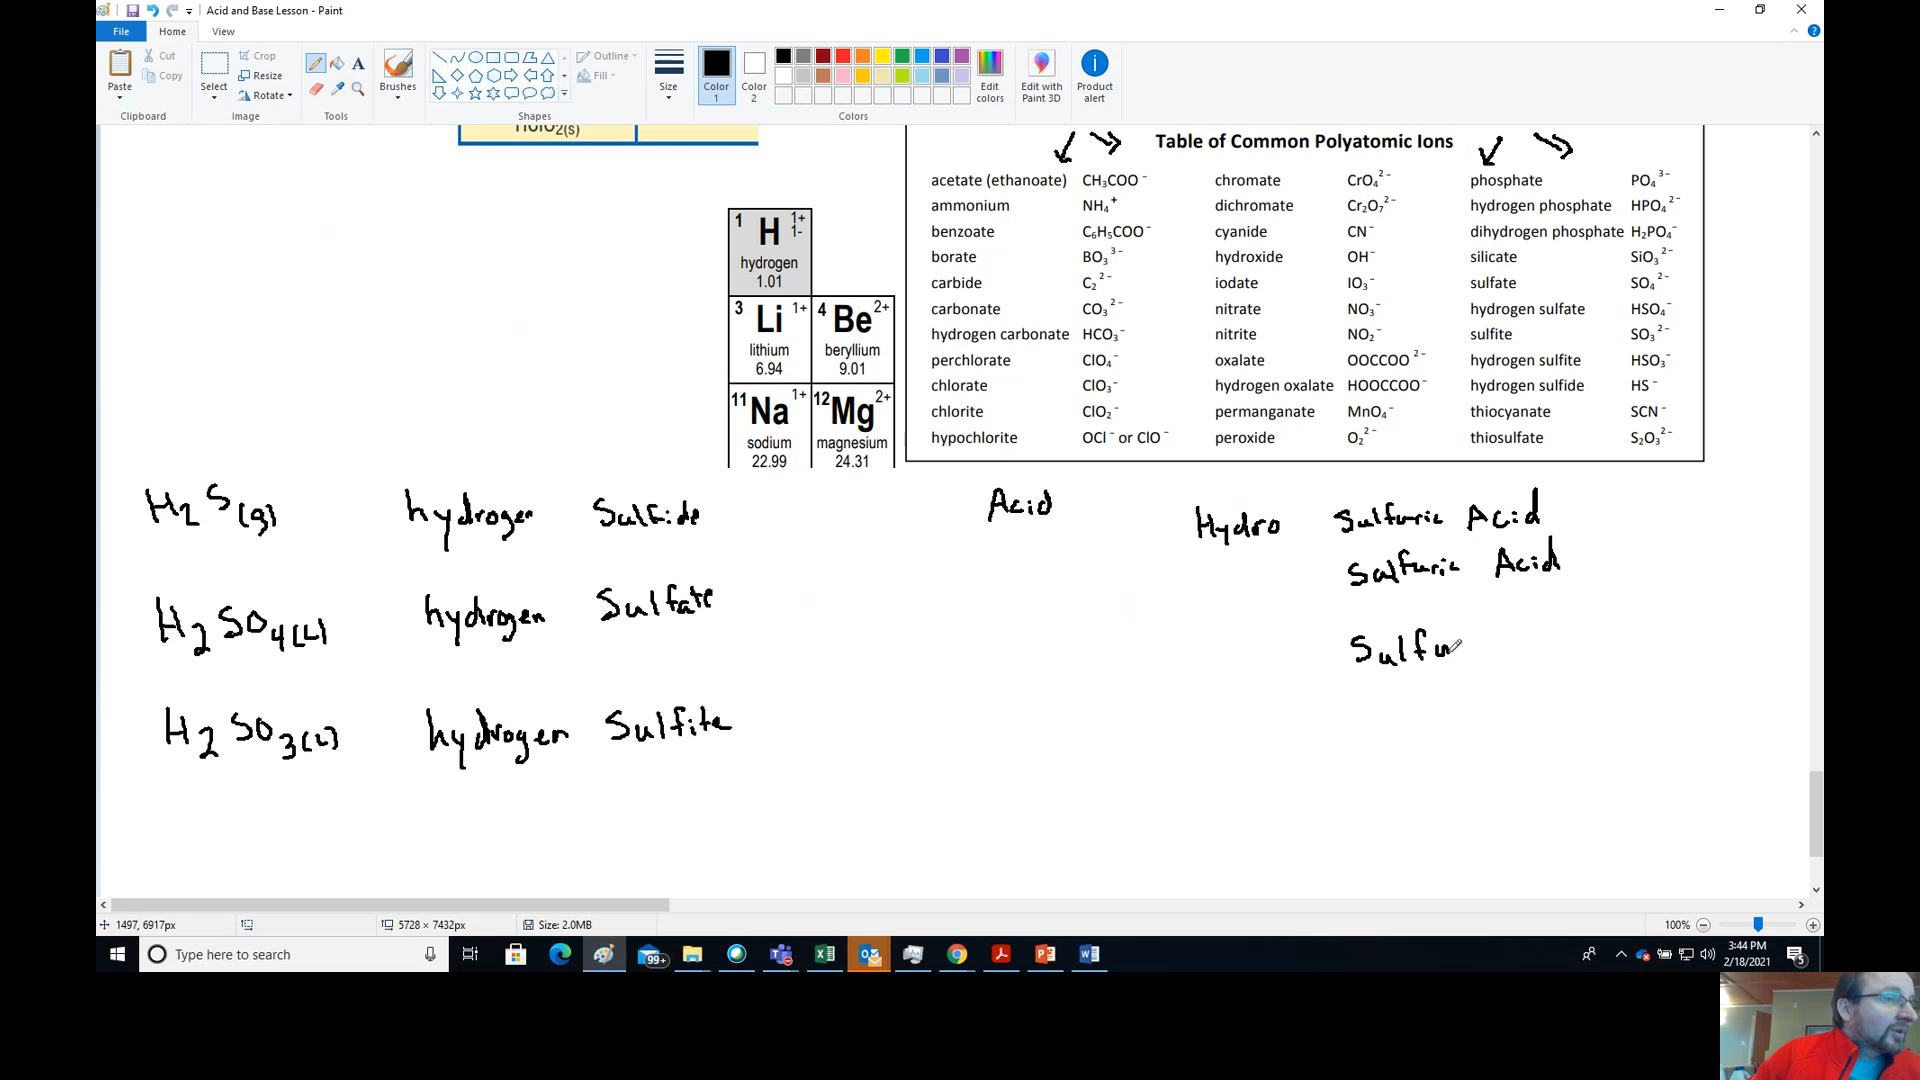 Acid and Base Lesson - Paint
File Home View
Paste
Cut
Copy
Clipboard
Select
Crop
Resize
Rotate
Image
Tools
Brushes
Shapes
Outline
Fill
Size
Color 1
Color 2
Edit colors
Colors
Edit with Paint 3D
Product alert
HOIO2(s)
1 H 1+ 1-
hydrogen
1.01
3 Li 1+ 4 Be 2+
lithium beryllium
6.94 9.01
11 Na 1+ 12 Mg 2+
sodium magnesium
22.99 24.31
Table of Common Polyatomic Ions
acetate (ethanoate) CH₃COO⁻ chromate CrO₄²⁻ phosphate PO₄³⁻
ammonium NH₄⁺ dichromate Cr₂O₇²⁻ hydrogen phosphate HPO₄²⁻
benzoate C₆H₅COO⁻ cyanide CN⁻ dihydrogen phosphate H₂PO₄⁻
borate BO₃³⁻ hydroxide OH⁻ silicate SiO₃²⁻
carbide C₂²⁻ iodate IO₃⁻ sulfate SO₄²⁻
carbonate CO₃²⁻ nitrate NO₃⁻ hydrogen sulfate HSO₄⁻
hydrogen carbonate HCO₃⁻ nitrite NO₂⁻ sulfite SO₃²⁻
perchlorate ClO₄⁻ oxalate OOCCOO²⁻ hydrogen sulfite HSO₃⁻
chlorate ClO₃⁻ hydrogen oxalate HOOCCOO⁻ hydrogen sulfide HS⁻
chlorite ClO₂⁻ permanganate MnO₄⁻ thiocyanate SCN⁻
hypochlorite OCl⁻ or ClO⁻ peroxide O₂²⁻ thiosulfate S₂O₃²⁻
H₂S(g) hydrogen Sulfide Acid Hydro Sulfuric Acid
Sulfuric Acid
H₂SO₄(L) hydrogen Sulfate
Sulfu
H₂SO₃(L) hydrogen Sulfite
1497, 6917px 5728 × 7432px Size: 2.0MB 100%
Type here to search
99+
3:44 PM
2/18/2021
5